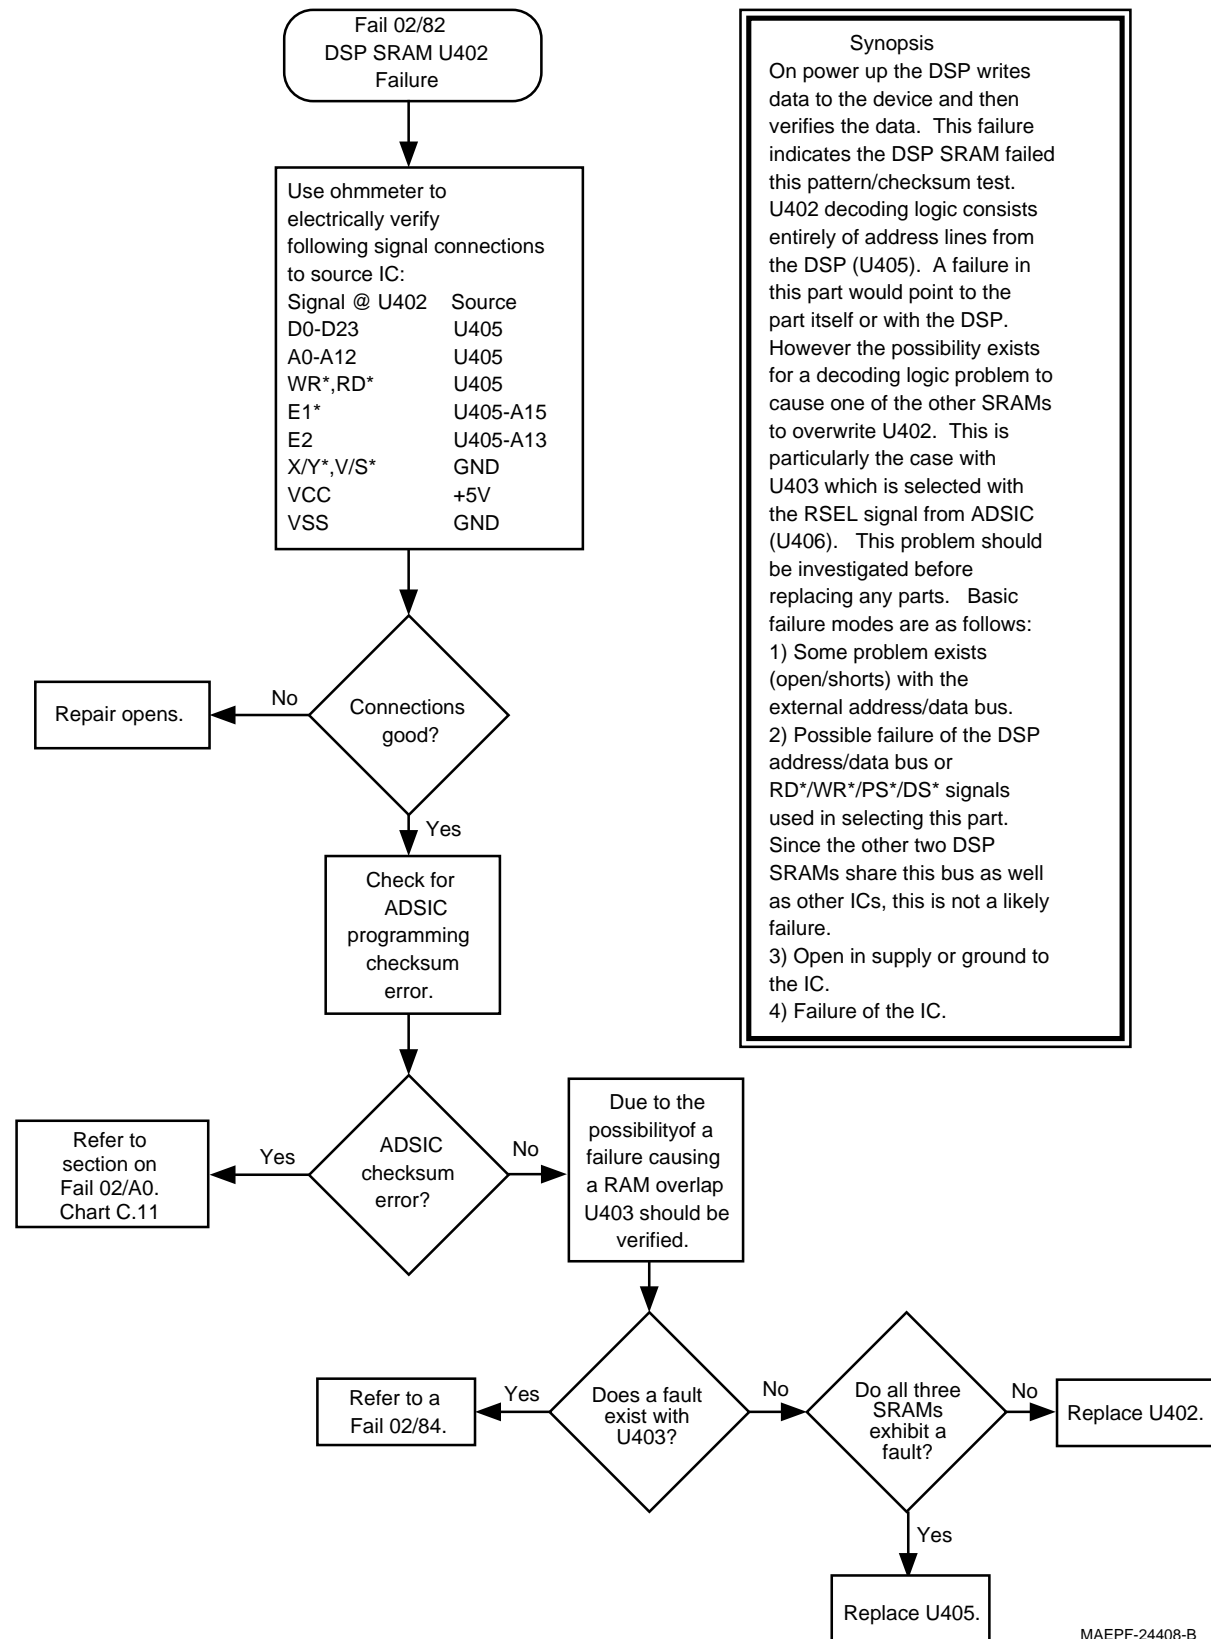 Fail 02/82
DSP SRAM U402
Failure
Use ohmmeter to
electrically verify
following signal connections
to source IC:
Signal @ U402 Source
D0-D23 U405
A0-A12 U405
WR*,RD* U405
E1* U405-A15
E2 U405-A13
X/Y*,V/S* GND
VCC +5V
VSS GND
Connections
good?
No
Repair opens.
Yes
Check for
ADSIC
programming
checksum
error.
ADSIC
checksum
error?
Yes
Refer to
section on
Fail 02/A0.
Chart C.11
No
Due to the
possibilityof a
failure causing
a RAM overlap
U403 should be
verified.
Does a fault
exist with
U403?
Yes
Refer to a
Fail 02/84.
No
Do all three
SRAMs
exhibit a
fault?
No
Replace U402.
Yes
Replace U405.
Synopsis
On power up the DSP writes
data to the device and then
verifies the data. This failure
indicates the DSP SRAM failed
this pattern/checksum test.
U402 decoding logic consists
entirely of address lines from
the DSP (U405). A failure in
this part would point to the
part itself or with the DSP.
However the possibility exists
for a decoding logic problem to
cause one of the other SRAMs
to overwrite U402. This is
particularly the case with
U403 which is selected with
the RSEL signal from ADSIC
(U406). This problem should
be investigated before
replacing any parts. Basic
failure modes are as follows:
1) Some problem exists
(open/shorts) with the
external address/data bus.
2) Possible failure of the DSP
address/data bus or
RD*/WR*/PS*/DS* signals
used in selecting this part.
Since the other two DSP
SRAMs share this bus as well
as other ICs, this is not a likely
failure.
3) Open in supply or ground to
the IC.
4) Failure of the IC.
MAEPF-24408-B